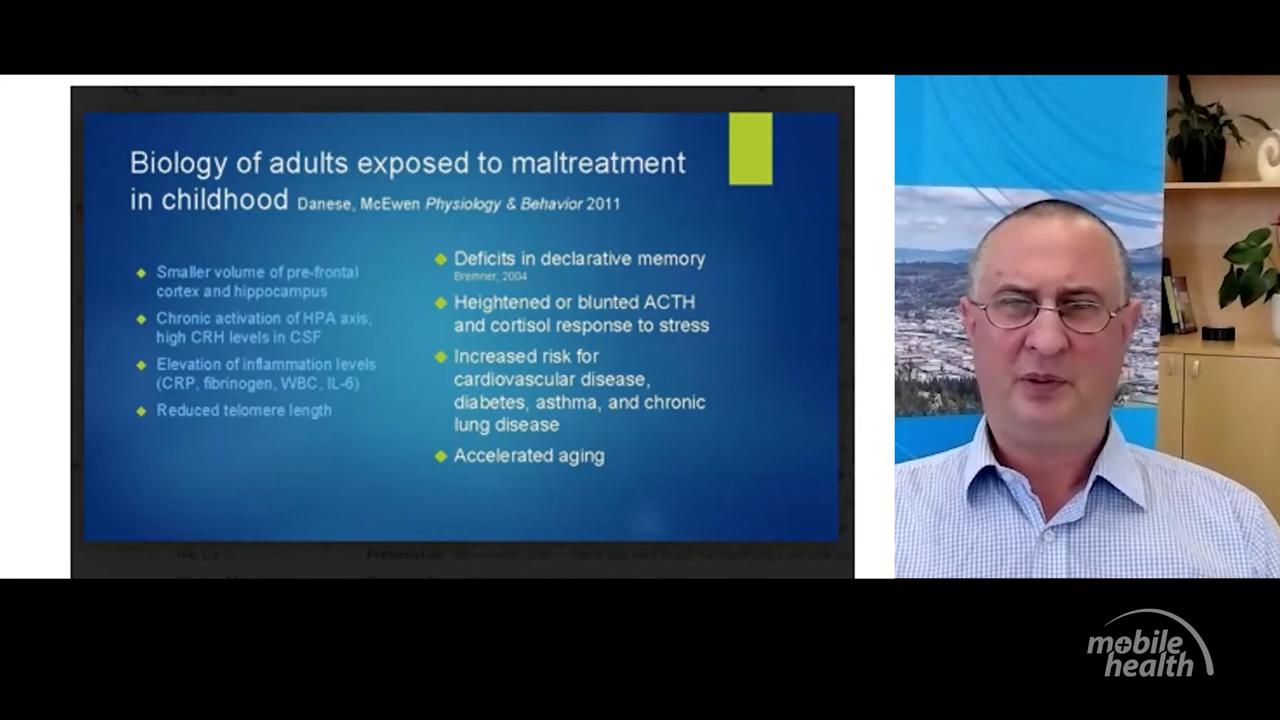 Biology of adults exposed to maltreatment
in childhood Danese, McEwen Physiology & Behavior 2011
Smaller volume of pre-frontal
cortex and hippocampus
Chronic activation of HPA axis;
high CRH levels in CSF
Elevation of inflammation levels
(CRP, fibrinogen, WBC, IL-6)
Reduced telomere length
Deficits in declarative memory
Bremner, 2004
Heightened or blunted ACTH
and cortisol response to stress
Increased risk for
cardiovascular disease,
diabetes, asthma, and chronic
lung disease
Accelerated aging
mobile
health